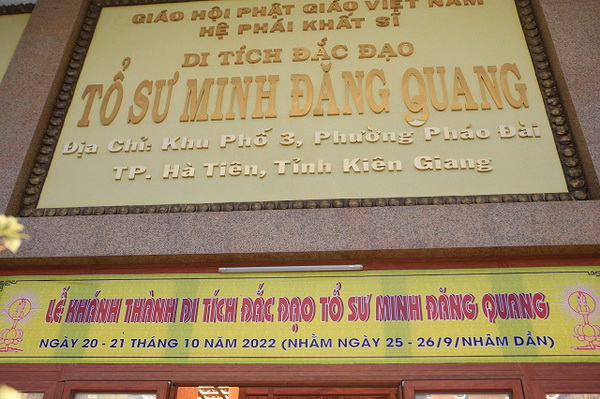 GIÁO HỘI PHẬT GIÁO VIỆT NAM
HỆ PHÁI KHẤT SĨ
DI TÍCH ĐẮC ĐẠO
TỔ SƯ MINH ĐĂNG QUANG
Địa Chỉ: Khu Phố 3, Phường Pháo Đài
TP. Hà Tiên, Tỉnh Kiên Giang
LỄ KHÁNH THÀNH DI TÍCH ĐẮC ĐẠO TỔ SƯ MINH ĐĂNG QUANG
NGÀY 20 - 21 THÁNG 10 NĂM 2022 (NHẰM NGÀY 25 - 26/9/NHÂM DẦN)